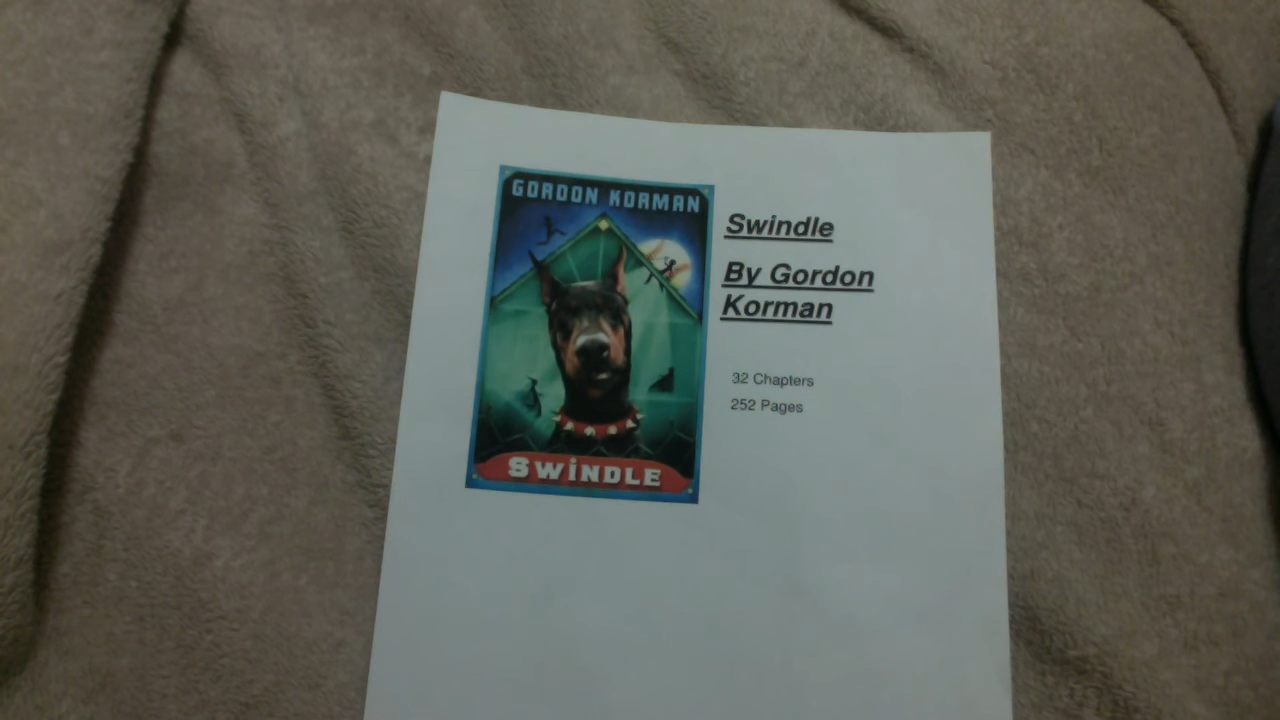 GORDON KORMAN
SWiNDLE
Swindle
By Gordon
Korman
32 Chapters
252 Pages